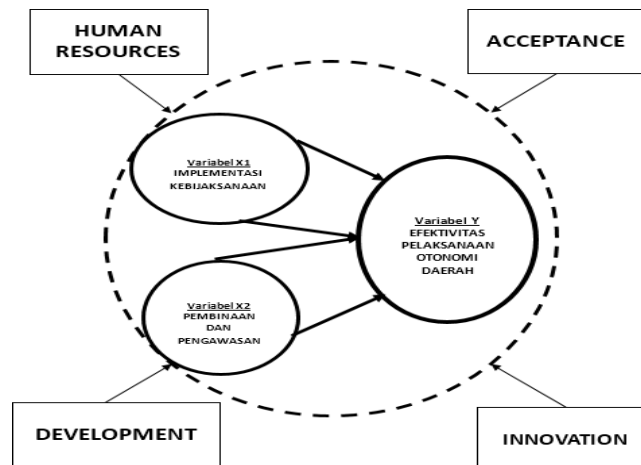 HUMAN
RESOURCES
ACCEPTANCE
Variabel X1
IMPLEMENTASI
KEBIJAKSANAAN
Variabel Y
EFEKTIVITAS
PELAKSANAAN
OTONOMI
DAERAH
Variabel X2
PEMBINAAN
DAN
PENGAWASAN
DEVELOPMENT
INNOVATION